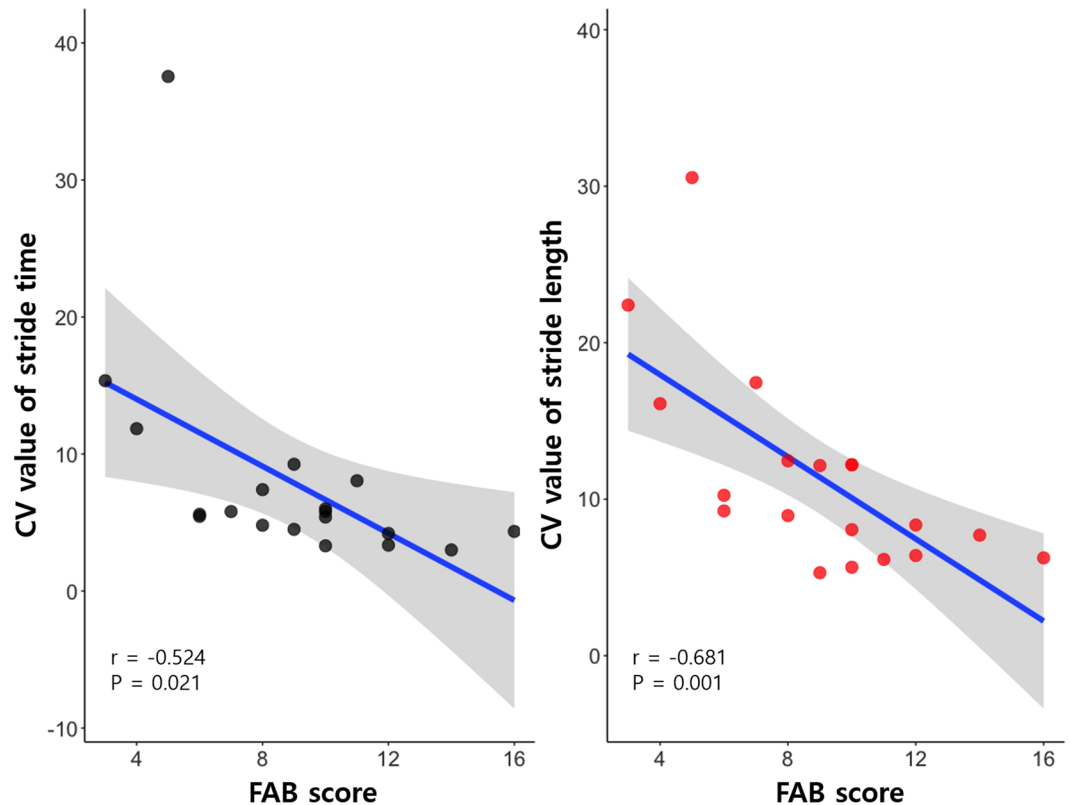 CV value of stride time
40
30
20
10
0
-10
r = -0.524
P = 0.021
4
8
12
16
FAB score
CV value of stride length
40
30
20
10
0
r = -0.681
P = 0.001
4
8
12
16
FAB score